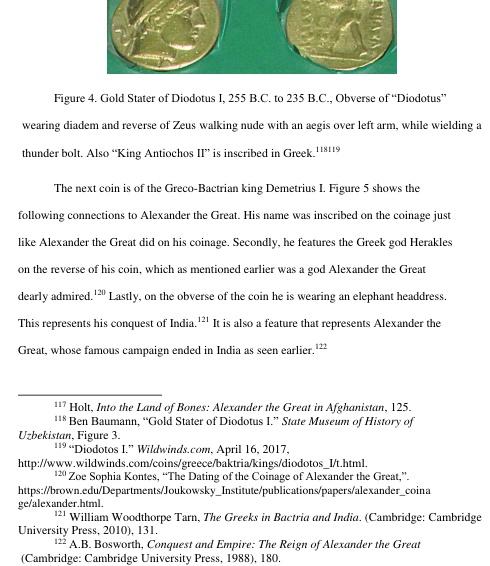 Figure 4. Gold Stater of Diodotus I, 255 B.C. to 235 B.C., Obverse of “Diodotus”
wearing diadem and reverse of Zeus walking nude with an aegis over left arm, while wielding a
thunder bolt. Also “King Antiochos II” is inscribed in Greek.118119
The next coin is of the Greco-Bactrian king Demetrius I. Figure 5 shows the
following connections to Alexander the Great. His name was inscribed on the coinage just
like Alexander the Great did on his coinage. Secondly, he features the Greek god Herakles
on the reverse of his coin, which as mentioned earlier was a god Alexander the Great
dearly admired.120 Lastly, on the obverse of the coin he is wearing an elephant headdress.
This represents his conquest of India.121 It is also a feature that represents Alexander the
Great, whose famous campaign ended in India as seen earlier.122
117 Holt, Into the Land of Bones: Alexander the Great in Afghanistan, 125.
118 Ben Baumann, “Gold Stater of Diodotus I.” State Museum of History of
Uzbekistan, Figure 3.
119 “Diodotos I.” Wildwinds.com, April 16, 2017,
http://www.wildwinds.com/coins/greece/baktria/kings/diodotos_I/t.html.
120 Zoe Sophia Kontes, “The Dating of the Coinage of Alexander the Great,”.
https://brown.edu/Departments/Joukowsky_Institute/publications/papers/alexander_coina
ge/alexander.html.
121 William Woodthorpe Tarn, The Greeks in Bactria and India. (Cambridge: Cambridge
University Press, 2010), 131.
122 A.B. Bosworth, Conquest and Empire: The Reign of Alexander the Great
(Cambridge: Cambridge University Press, 1988), 180.